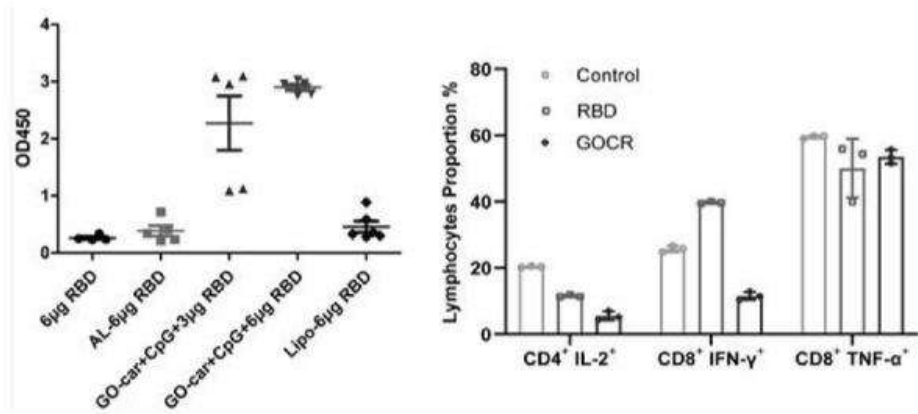 4
3
2
1
0
OD450
6μg RBD
AL-6μg RBD
GO-car+CpG+3μg RBD
GO-car+CpG+6μg RBD
Lipo-6μg RBD
80
60
40
20
0
Lymphocytes Proportion %
Control
RBD
GOCR
CD4⁺ IL-2⁺
CD8⁺ IFN-γ⁺
CD8⁺ TNF-α⁺